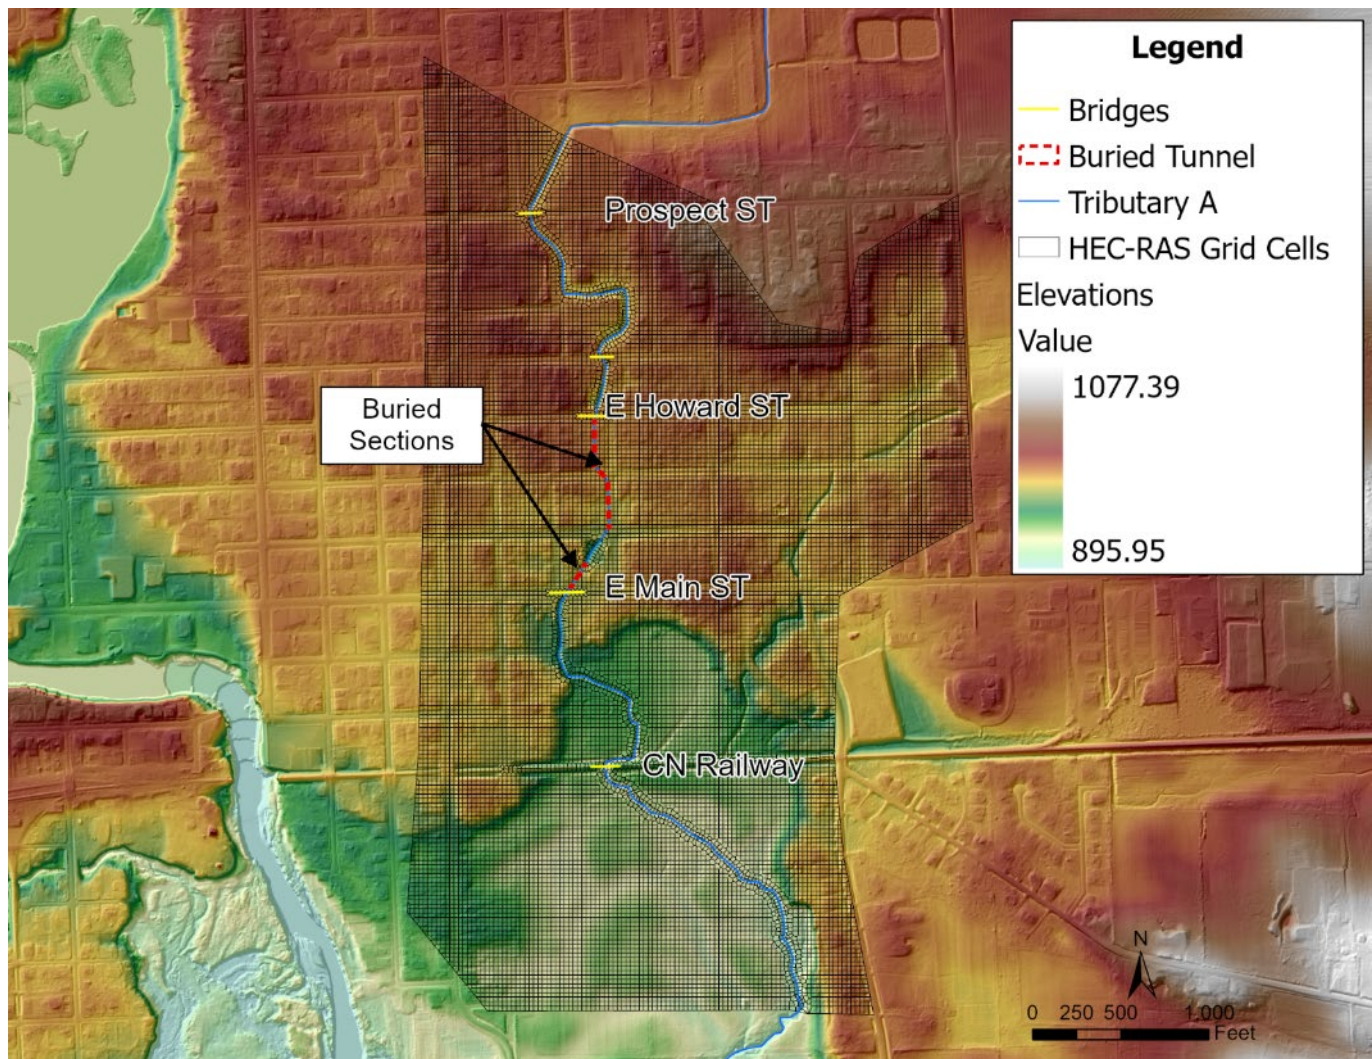 Legend
Bridges
Buried Tunnel
Tributary A
HEC-RAS Grid Cells
Elevations
Value
1077.39
895.95
Prospect ST
E Howard ST
Buried
Sections
E Main ST
CN Railway
N
0 250 500 1,000
Feet